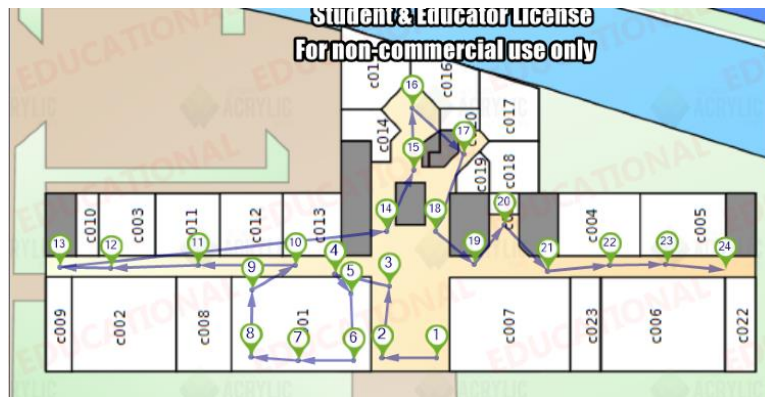 Student & Educator License
For non-commercial use only
EDUCATIONAL
ACRYLIC
c016
c017
c014
c019
c018
c010
c003
c011
c012
c013
c004
c005
c009
c002
c008
c007
c023
c006
c022
16
17
15
14
18
20
13
12
11
10
4
5
3
19
21
22
23
24
9
8
7
6
2
1